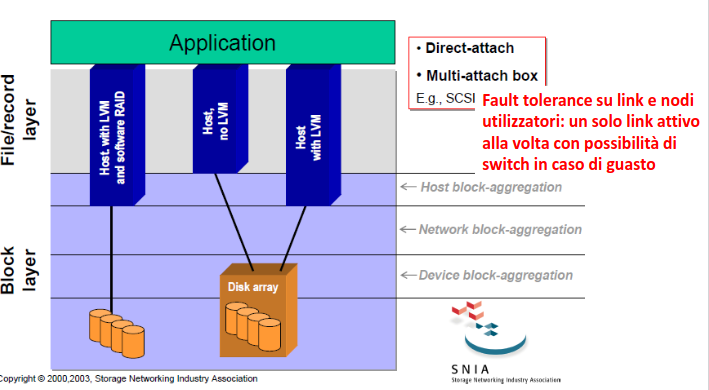 Application
• Direct-attach
• Multi-attach box
E.g., SCSI
Fault tolerance su link e nodi
utilizzatori: un solo link attivo
alla volta con possibilità di
switch in caso di guasto
File/record
layer
Host. with LVM
and software RAID
Host,
no LVM
Host
with LVM
Host block-aggregation
Network block-aggregation
Device block-aggregation
Block
layer
Disk array
SNIA
Storage Networking Industry Association
Copyright © 2000,2003, Storage Networking Industry Association